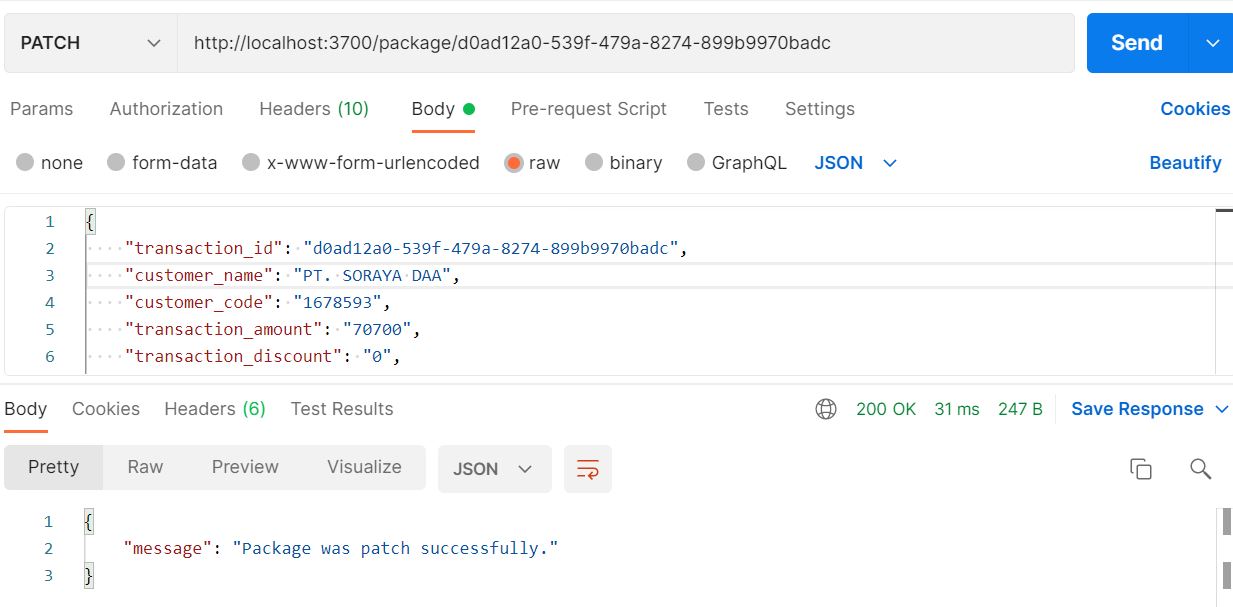 PATCH http://localhost:3700/package/d0ad12a0-539f-479a-8274-899b9970badc Send
Params Authorization Headers (10) Body Pre-request Script Tests Settings Cookies
none form-data x-www-form-urlencoded raw binary GraphQL JSON Beautify
1 {
2 "transaction_id": "d0ad12a0-539f-479a-8274-899b9970badc",
3 "customer_name": "PT. SORAYA DAA",
4 "customer_code": "1678593",
5 "transaction_amount": "70700",
6 "transaction_discount": "0",
Body Cookies Headers (6) Test Results 200 OK 31 ms 247 B Save Response
Pretty Raw Preview Visualize JSON
1 {
2 "message": "Package was patch successfully."
3 }